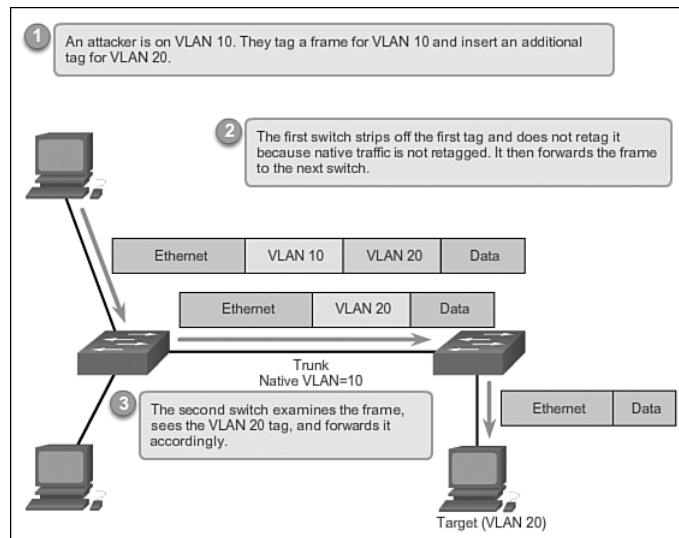 1
An attacker is on VLAN 10. They tag a frame for VLAN 10 and insert an additional
tag for VLAN 20.
2
The first switch strips off the first tag and does not retag it
because native traffic is not retagged. It then forwards the frame
to the next switch.
Ethernet VLAN 10 VLAN 20 Data
Ethernet VLAN 20 Data
Trunk
Native VLAN=10
3
The second switch examines the frame,
sees the VLAN 20 tag, and forwards it
accordingly.
Ethernet Data
Target (VLAN 20)